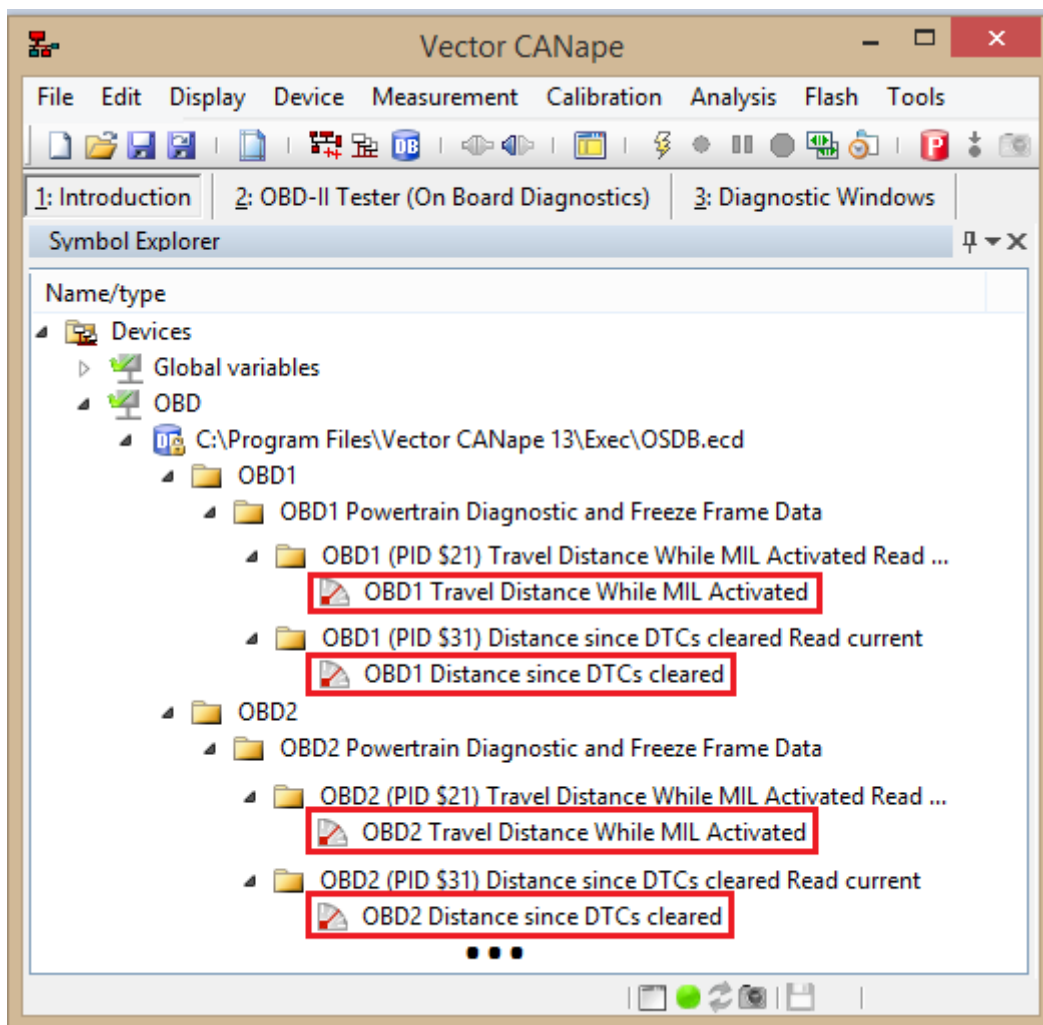 Vector CANape
File Edit Display Device Measurement Calibration Analysis Flash Tools
DB P
1: Introduction 2: OBD-II Tester (On Board Diagnostics) 3: Diagnostic Windows
Symbol Explorer
Name/type
Devices
Global variables
OBD
C:\Program Files\Vector CANape 13\Exec\OSDB.ecd
OBD1
OBD1 Powertrain Diagnostic and Freeze Frame Data
OBD1 (PID $21) Travel Distance While MIL Activated Read ...
OBD1 Travel Distance While MIL Activated
OBD1 (PID $31) Distance since DTCs cleared Read current
OBD1 Distance since DTCs cleared
OBD2
OBD2 Powertrain Diagnostic and Freeze Frame Data
OBD2 (PID $21) Travel Distance While MIL Activated Read ...
OBD2 Travel Distance While MIL Activated
OBD2 (PID $31) Distance since DTCs cleared Read current
OBD2 Distance since DTCs cleared
...